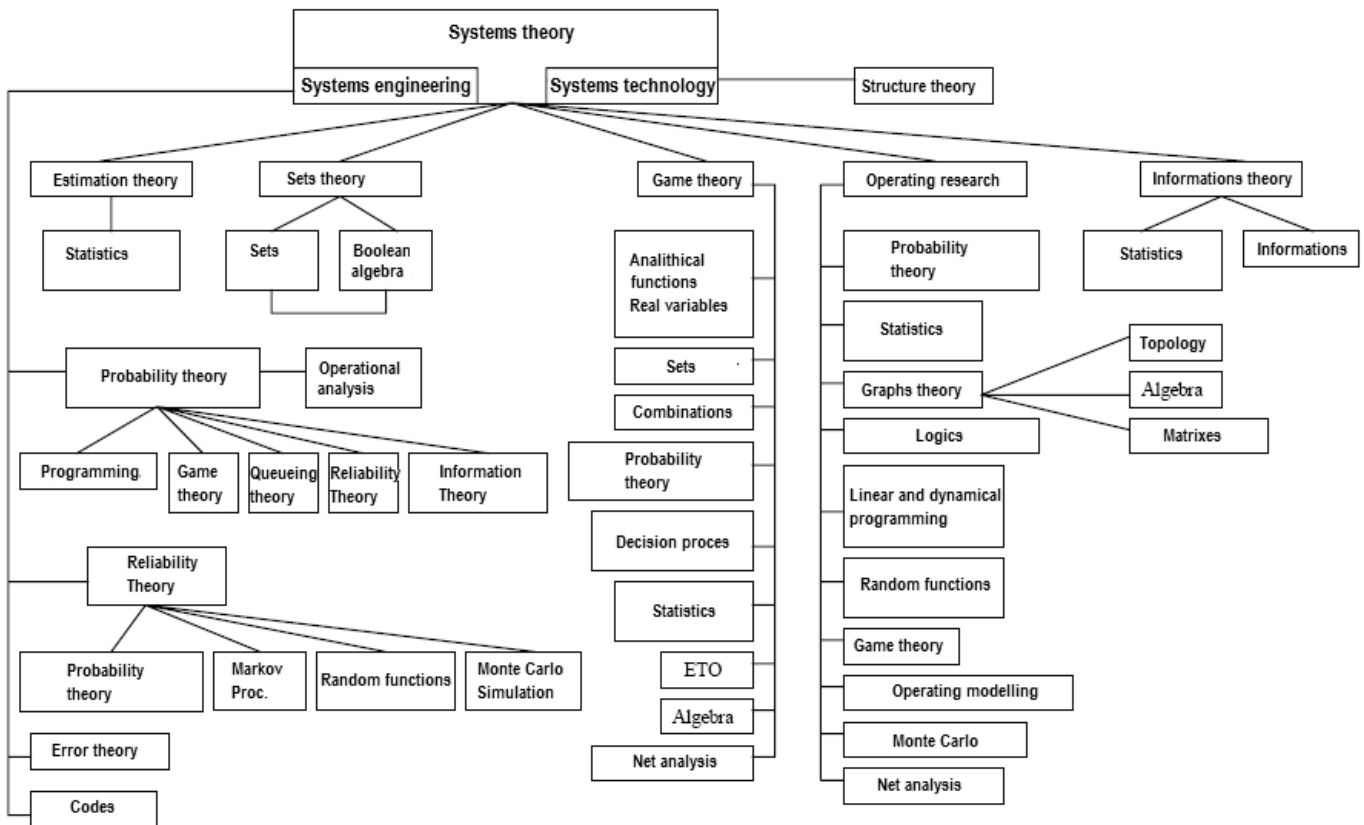 Systems theory
Systems engineering
Systems technology
Structure theory
Estimation theory
Sets theory
Game theory
Operating research
Informations theory
Statistics
Sets
Boolean
algebra
Analithical
functions
Real variables
Sets
Combinations
Probability
theory
Decision proces
Statistics
ETO
Algebra
Net analysis
Probability
theory
Statistics
Graphs theory
Topology
Algebra
Matrixes
Logics
Linear and dynamical
programming
Random functions
Game theory
Operating modelling
Monte Carlo
Net analysis
Statistics
Informations
Probability theory
Operational
analysis
Programming.
Game
theory
Queueing
theory
Reliability
Theory
Information
Theory
Reliability
Theory
Probability
theory
Markov
Proc.
Random functions
Monte Carlo
Simulation
Error theory
Codes